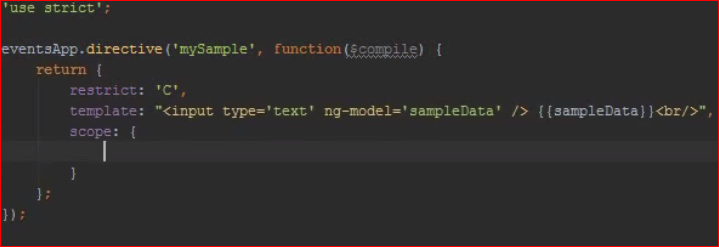 'use strict';
eventsApp.directive('mySample', function($compile) {
return {
restrict: 'C',
template: "<input type='text' ng-model='sampleData' /> {{sampleData}}<br/>",
scope: {
}
};
});